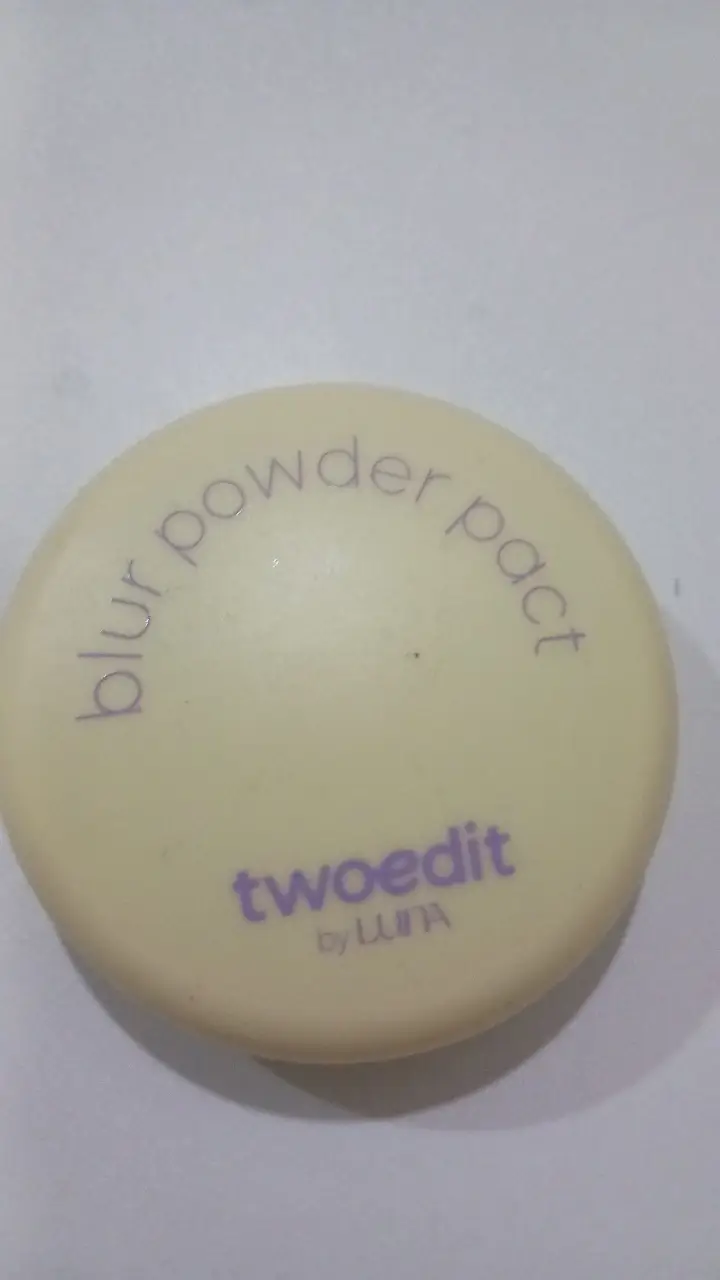 blur powder pact
twoedit
by LUNA